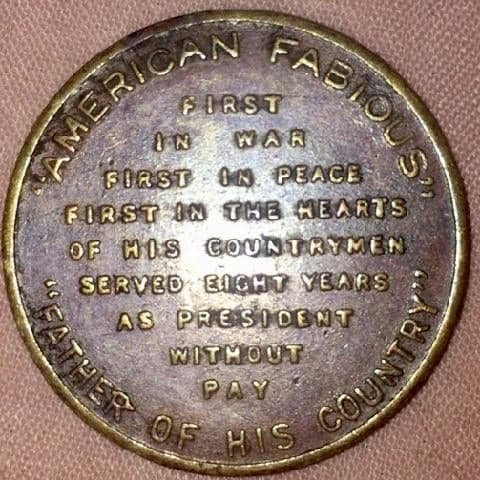 "AMERICAN FABIOUS"
FIRST
IN WAR
FIRST IN PEACE
FIRST IN THE HEARTS
OF HIS COUNTRYMEN
SERVED EIGHT YEARS
AS PRESIDENT
WITHOUT
PAY
"FATHER OF HIS COUNTRY"